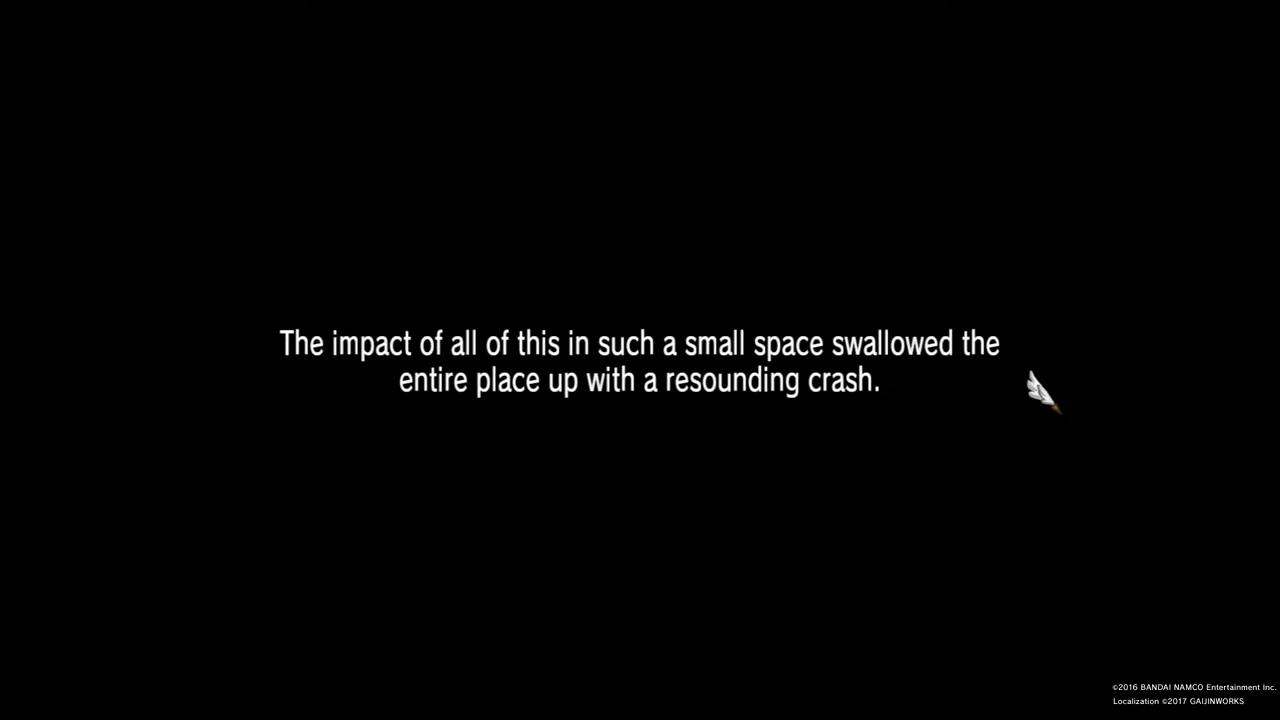 The impact of all of this in such a small space swallowed the
entire place up with a resounding crash.
©2016 BANDAI NAMCO Entertainment Inc.
Localization ©2017 GAIJINWORKS